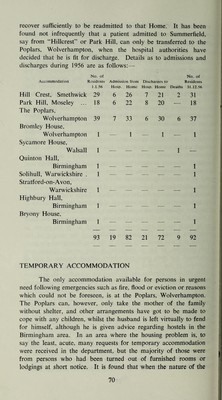 recover sufficiently to be readmitted to that Home. It has been
found not infrequently that a patient admitted to Summerfield,
say from "Hillcrest" or Park Hill, can only be transferred to the
Poplars, Wolverhampton, when the hospital authorities have
decided that he is fit for discharge. Details as to admissions and
discharges during 1956 are as follows:—
Accommodation No. of Residents 1.1.56 Admission from Hosp. Home Discharges to Hosp. Home Deaths No. of Residents 31.12.56
Hill Crest, Smethwick 29 6 26 7 21 2 31
Park Hill, Moseley ... 18 6 22 8 20 — 18
The Poplars,
Wolverhampton 39 7 33 6 30 6 37
Bromley House,
Wolverhampton 1 — 1 — 1 — 1
Sycamore House,
Walsall 1 — — — — 1 —
Quinton Hall,
Birmingham 1 — — — — — 1
Solihull, Warwickshire . 1 — — — — — 1
Stratford-on-Avon,
Warwickshire 1 — — — — — 1
Highbury Hall,
Birmingham 1 — — — — — 1
Bryony House,
Birmingham 1 — — — — — 1
93 19 82 21 72 9 92
TEMPORARY ACCOMMODATION
The only accommodation available for persons in urgent
need following emergencies such as fire, flood or eviction or reasons
which could not be foreseen, is at the Poplars, Wolverhampton.
The Poplars can, however, only take the mother of the family
without shelter, and other arrangements have got to be made to
cope with any children, whilst the husband is left virtually to fend
for himself, although he is given advice regarding hostels in the
Birmingham area. In an area where the housing problem is, to
say the least, acute, many requests for temporary accommodation
were received in the department, but the majority of these were
from persons who had been turned out of furnished rooms or
lodgings at short notice. It is found that when the nature of the
70